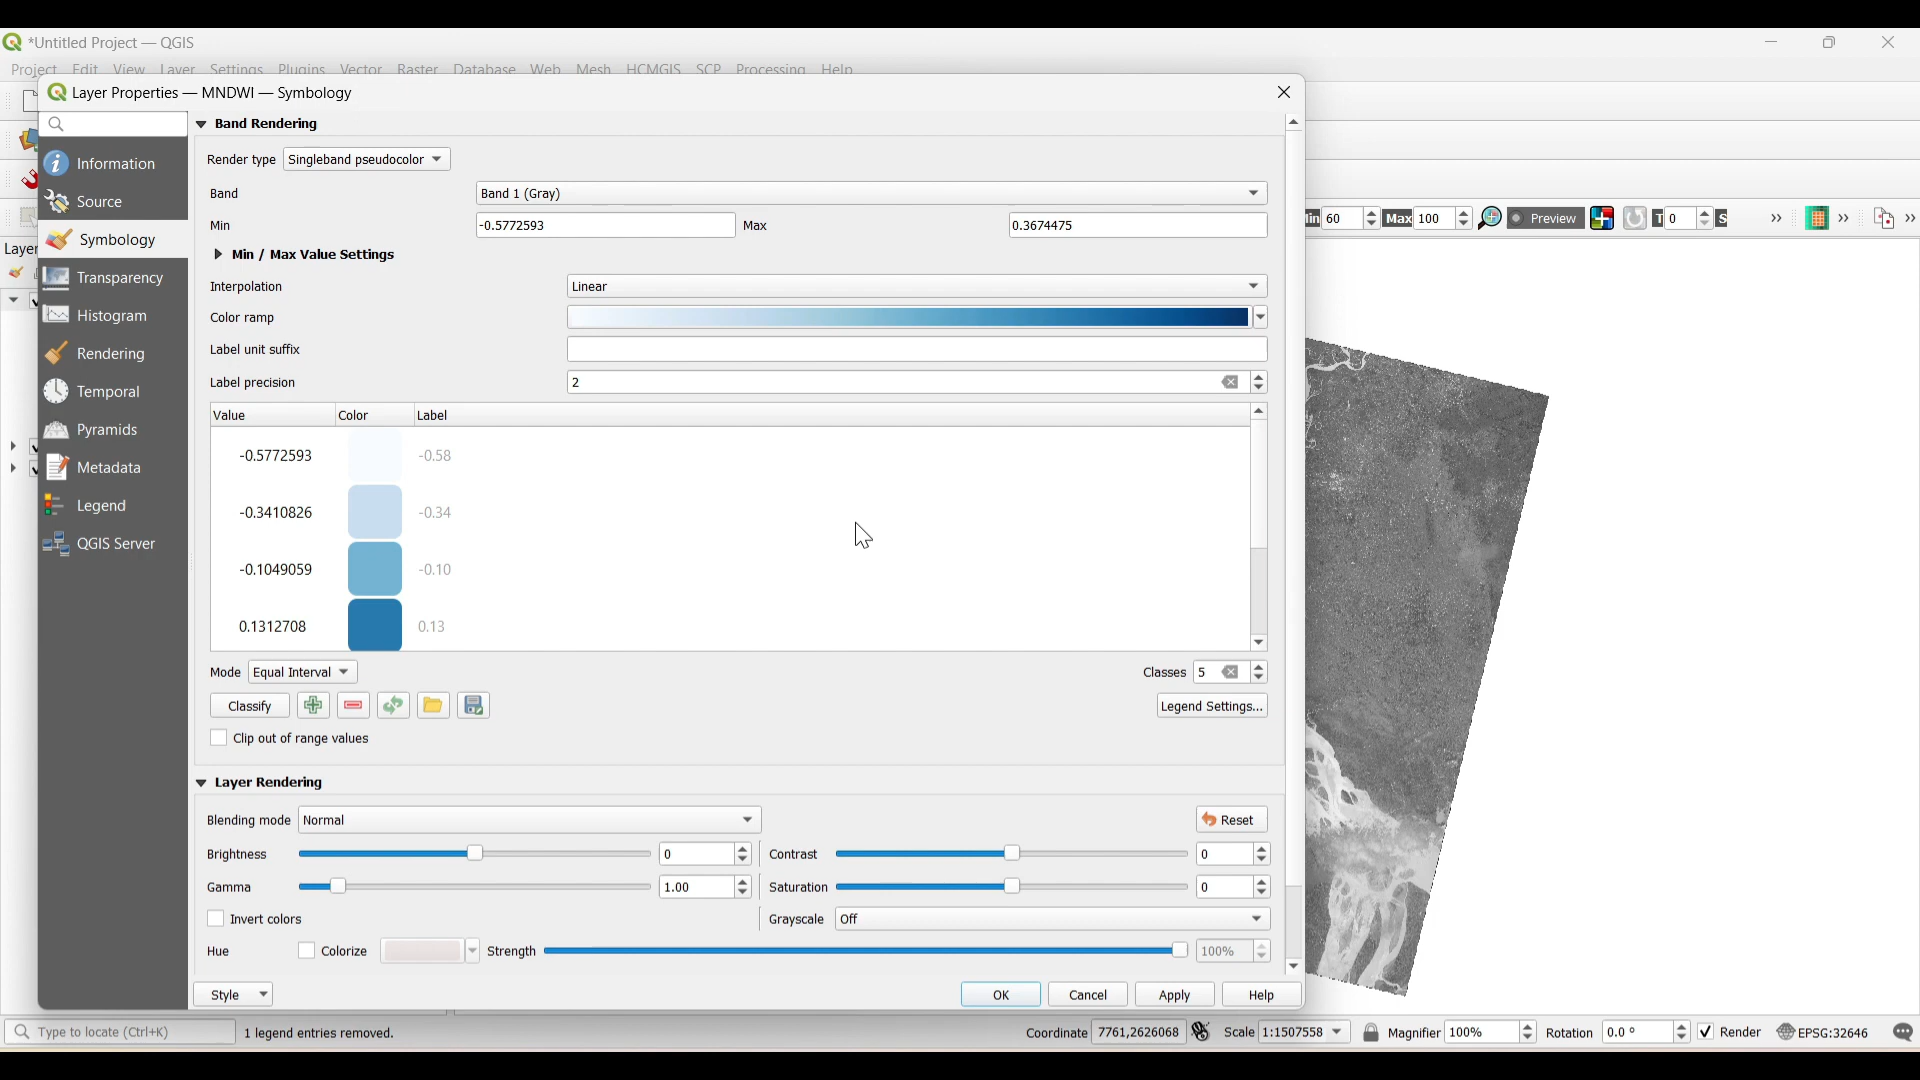 *Untitled Project — QGIS
Project Edit View Layer Settings Plugins Vector Raster Database Web Mesh HCMGIS SCP Processing Help
Layer Properties — MNDWI — Symbology
Information
Source
Symbology
Transparency
Histogram
Rendering
Temporal
Pyramids
Metadata
Legend
QGIS Server
Band Rendering
Render type Singleband pseudocolor
Band Band 1 (Gray)
Min -0.5772593 Max 0.3674475
Min / Max Value Settings
Interpolation Linear
Color ramp
Label unit suffix
Label precision 2
Value Color Label
-0.5772593 -0.58
-0.3410826 -0.34
-0.1049059 -0.10
0.1312708 0.13
Mode Equal Interval Classes 5
Classify Legend Settings...
Clip out of range values
Layer Rendering
Blending mode Normal Reset
Brightness 0 Contrast 0
Gamma 1.00 Saturation 0
Invert colors Grayscale Off
Hue Colorize Strength 100%
Style OK Cancel Apply Help
60 Max 100 Preview T 0 S
Type to locate (Ctrl+K) 1 legend entries removed. Coordinate 7761,2626068 Scale 1:1507558 Magnifier 100% Rotation 0.0 ° Render EPSG:32646